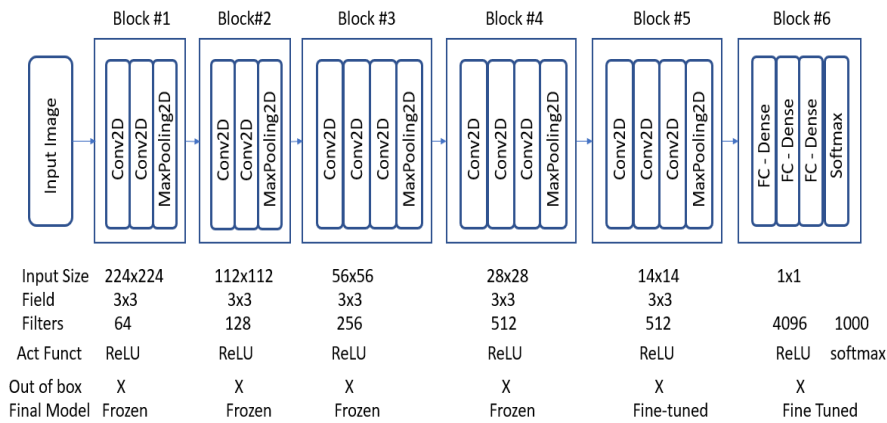 Block #1 Block#2 Block #3 Block #4 Block #5 Block #6
Input Image
Conv2D
Conv2D
MaxPooling2D
Conv2D
Conv2D
MaxPooling2D
Conv2D
Conv2D
Conv2D
MaxPooling2D
Conv2D
Conv2D
Conv2D
MaxPooling2D
Conv2D
Conv2D
Conv2D
MaxPooling2D
FC - Dense
FC - Dense
FC - Dense
Softmax
Input Size 224x224 112x112 56x56 28x28 14x14 1x1
Field 3x3 3x3 3x3 3x3 3x3
Filters 64 128 256 512 512 4096 1000
Act Funct ReLU ReLU ReLU ReLU ReLU ReLU softmax
Out of box X X X X X X
Final Model Frozen Frozen Frozen Frozen Fine-tuned Fine Tuned